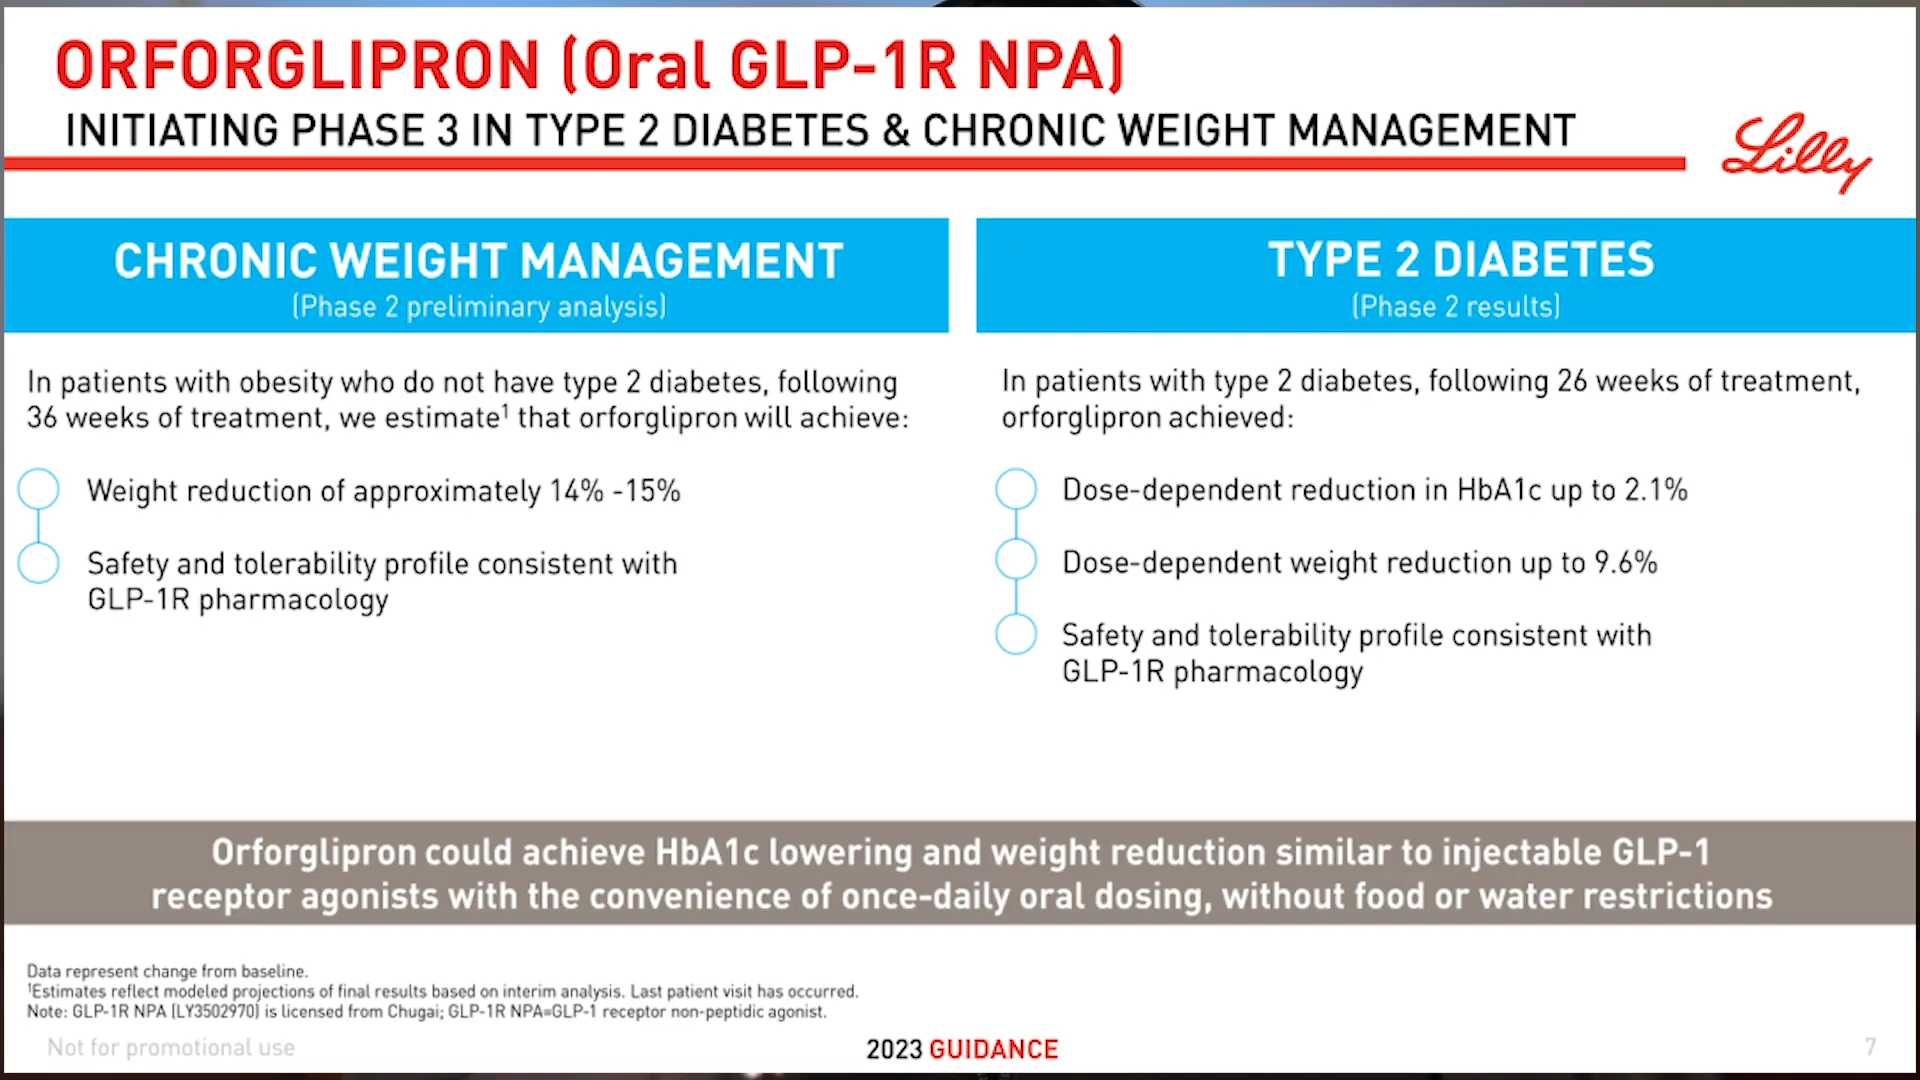 ORFORGLIPRON (Oral GLP-1R NPA)
INITIATING PHASE 3 IN TYPE 2 DIABETES & CHRONIC WEIGHT MANAGEMENT
Lilly
CHRONIC WEIGHT MANAGEMENT
(Phase 2 preliminary analysis)
In patients with obesity who do not have type 2 diabetes, following
36 weeks of treatment, we estimate¹ that orforglipron will achieve:
Weight reduction of approximately 14% -15%
Safety and tolerability profile consistent with
GLP-1R pharmacology
TYPE 2 DIABETES
(Phase 2 results)
In patients with type 2 diabetes, following 26 weeks of treatment,
orforglipron achieved:
Dose-dependent reduction in HbA1c up to 2.1%
Dose-dependent weight reduction up to 9.6%
Safety and tolerability profile consistent with
GLP-1R pharmacology
Orforglipron could achieve HbA1c lowering and weight reduction similar to injectable GLP-1
receptor agonists with the convenience of once-daily oral dosing, without food or water restrictions
Data represent change from baseline.
¹Estimates reflect modeled projections of final results based on interim analysis. Last patient visit has occurred.
Note: GLP-1R NPA (LY3502970) is licensed from Chugai; GLP-1R NPA=GLP-1 receptor non-peptidic agonist.
Not for promotional use
2023 GUIDANCE
7